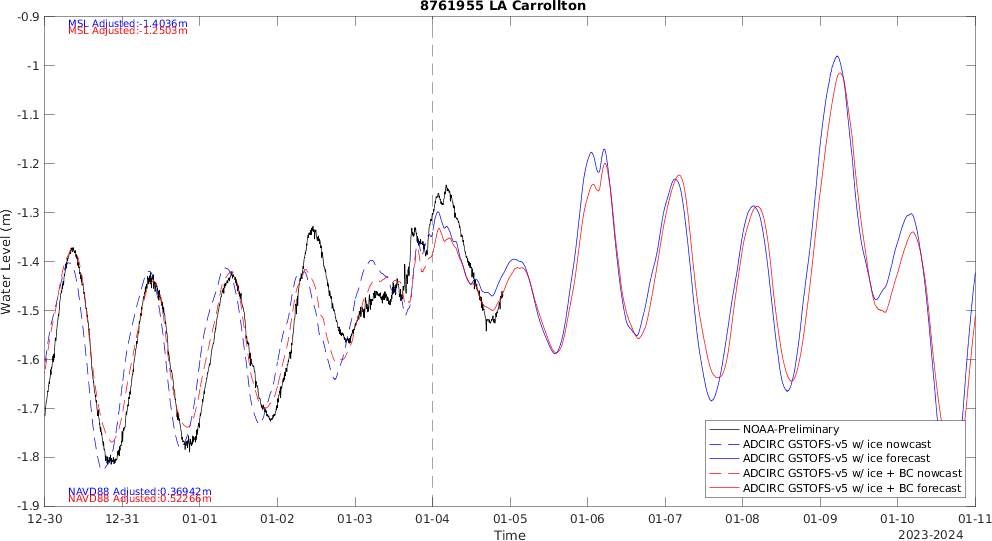 8761955 LA Carrollton
MSL Adjusted:-1.4036m
MSL Adjusted:-1.2503m
-0.9
-1
-1.1
-1.2
-1.3
-1.4
-1.5
-1.6
-1.7
-1.8
-1.9
Water Level (m)
NOAA-Preliminary
ADCIRC GSTOFS-v5 w/ ice nowcast
ADCIRC GSTOFS-v5 w/ ice forecast
ADCIRC GSTOFS-v5 w/ ice + BC nowcast
ADCIRC GSTOFS-v5 w/ ice + BC forecast
NAVD88 Adjusted:0.36942m
NAVD88 Adjusted:0.52266m
12-30 12-31 01-01 01-02 01-03 01-04 01-05 01-06 01-07 01-08 01-09 01-10 01-11
Time
2023-2024